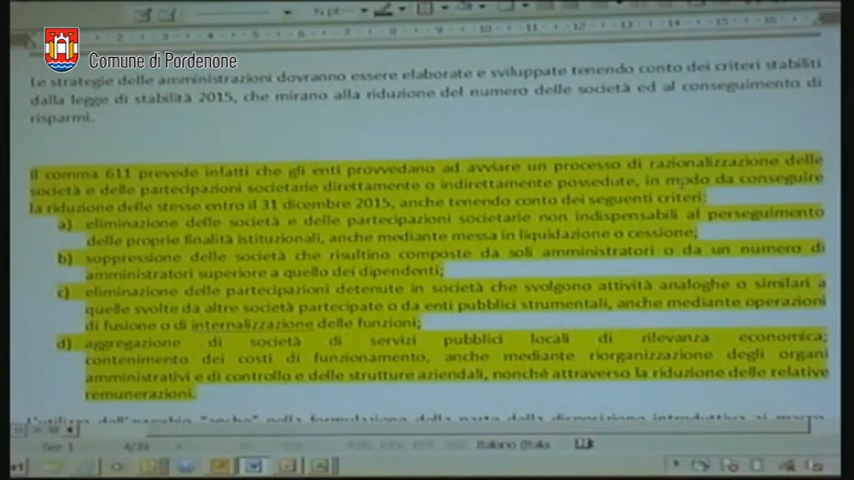 Comune di Pordenone
Le strategie delle amministrazioni dovranno essere elaborate e sviluppate tenendo conto dei criteri stabiliti
dalla legge di stabilità 2015, che mirano alla riduzione del numero delle società ed al conseguimento di
risparmi.
Il comma 611 prevede infatti che gli enti provvedano ad avviare un processo di razionalizzazione delle
società e delle partecipazioni societarie direttamente o indirettamente possedute, in modo da conseguire
la riduzione delle stesse entro il 31 dicembre 2015, anche tenendo conto dei seguenti criteri:
a) eliminazione delle società e delle partecipazioni societarie non indispensabili al perseguimento
delle proprie finalità istituzionali, anche mediante messa in liquidazione o cessione;
b) soppressione delle società che risultino composte da soli amministratori o da un numero di
amministratori superiore a quello dei dipendenti;
c) eliminazione delle partecipazioni detenute in società che svolgono attività analoghe o similari a
quelle svolte da altre società partecipate o da enti pubblici strumentali, anche mediante operazioni
di fusione o di internalizzazione delle funzioni;
d) aggregazione di società di servizi pubblici locali di rilevanza economica;
contenimento dei costi di funzionamento, anche mediante riorganizzazione degli organi
amministrativi e di controllo e delle strutture aziendali, nonché attraverso la riduzione delle relative
remunerazioni.
4/39
Italiano (Italia